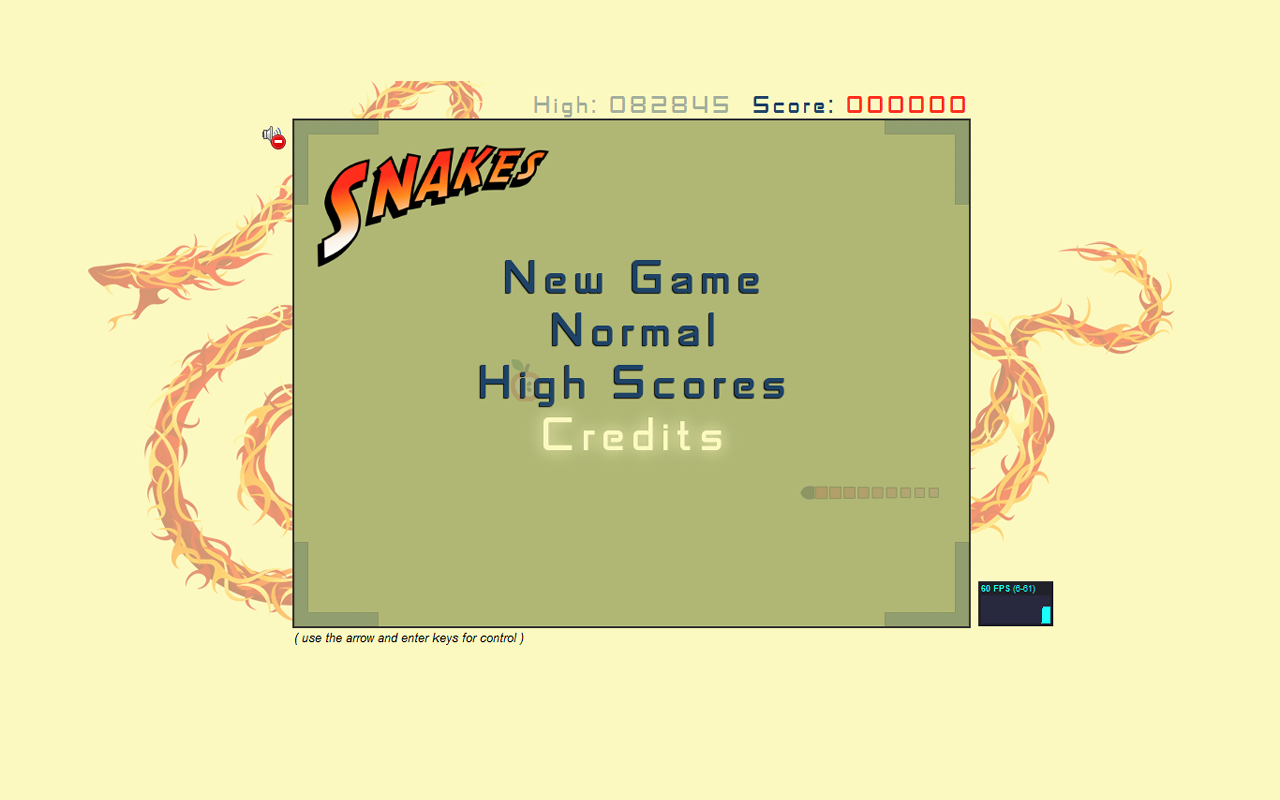 High: 082845 Score: 000000
SNAKES
New Game
Normal
High Scores
Credits
60 FPS (6-61)
( use the arrow and enter keys for control )